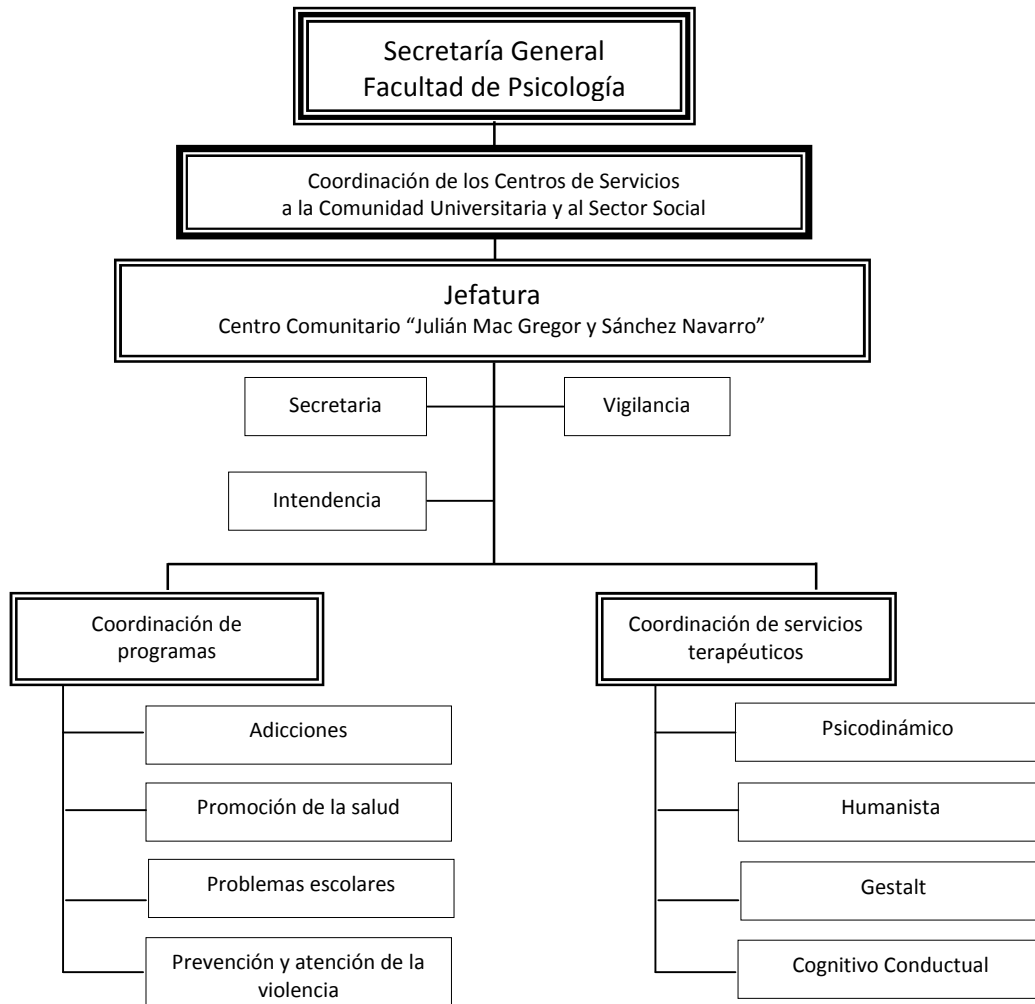 Secretaría General
Facultad de Psicología
Coordinación de los Centros de Servicios
a la Comunidad Universitaria y al Sector Social
Jefatura
Centro Comunitario “Julián Mac Gregor y Sánchez Navarro”
Secretaria
Vigilancia
Intendencia
Coordinación de
programas
Adicciones
Promoción de la salud
Problemas escolares
Prevención y atención de la
violencia
Coordinación de servicios
terapéuticos
Psicodinámico
Humanista
Gestalt
Cognitivo Conductual